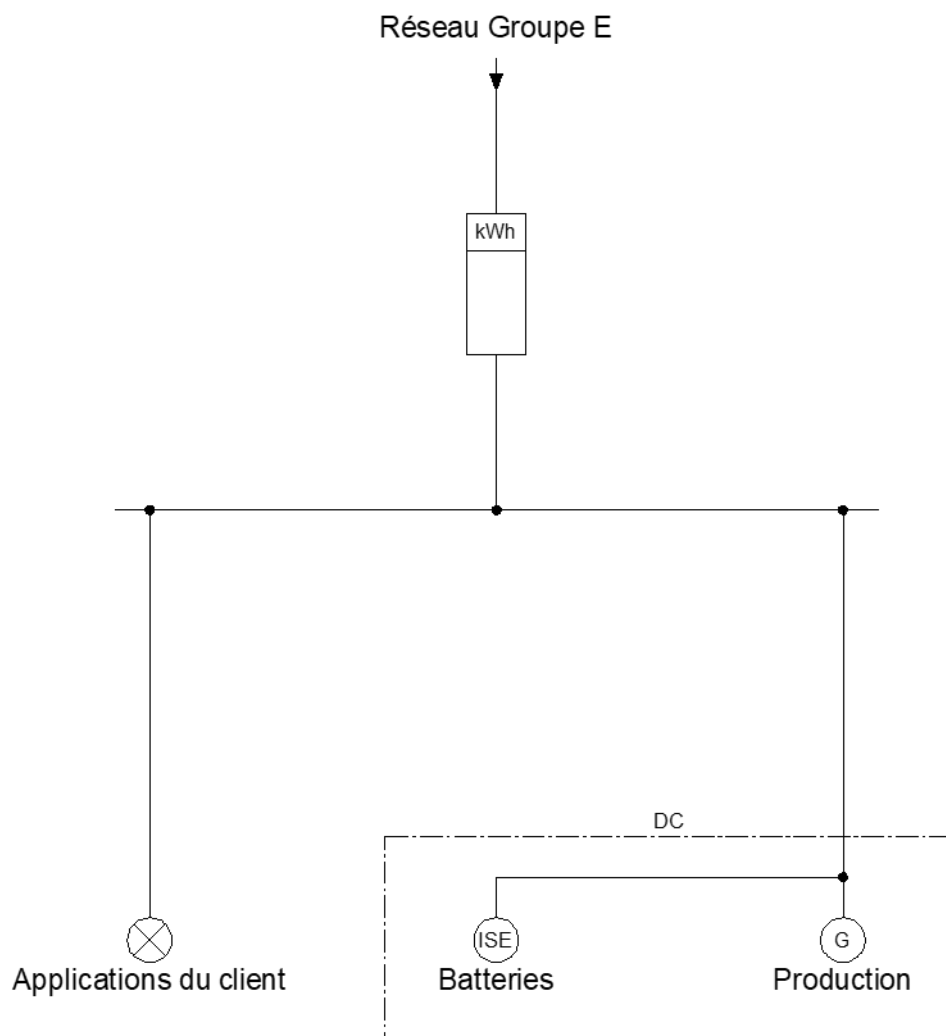 Réseau Groupe E
kWh
DC
ISE
G
Applications du client
Batteries
Production